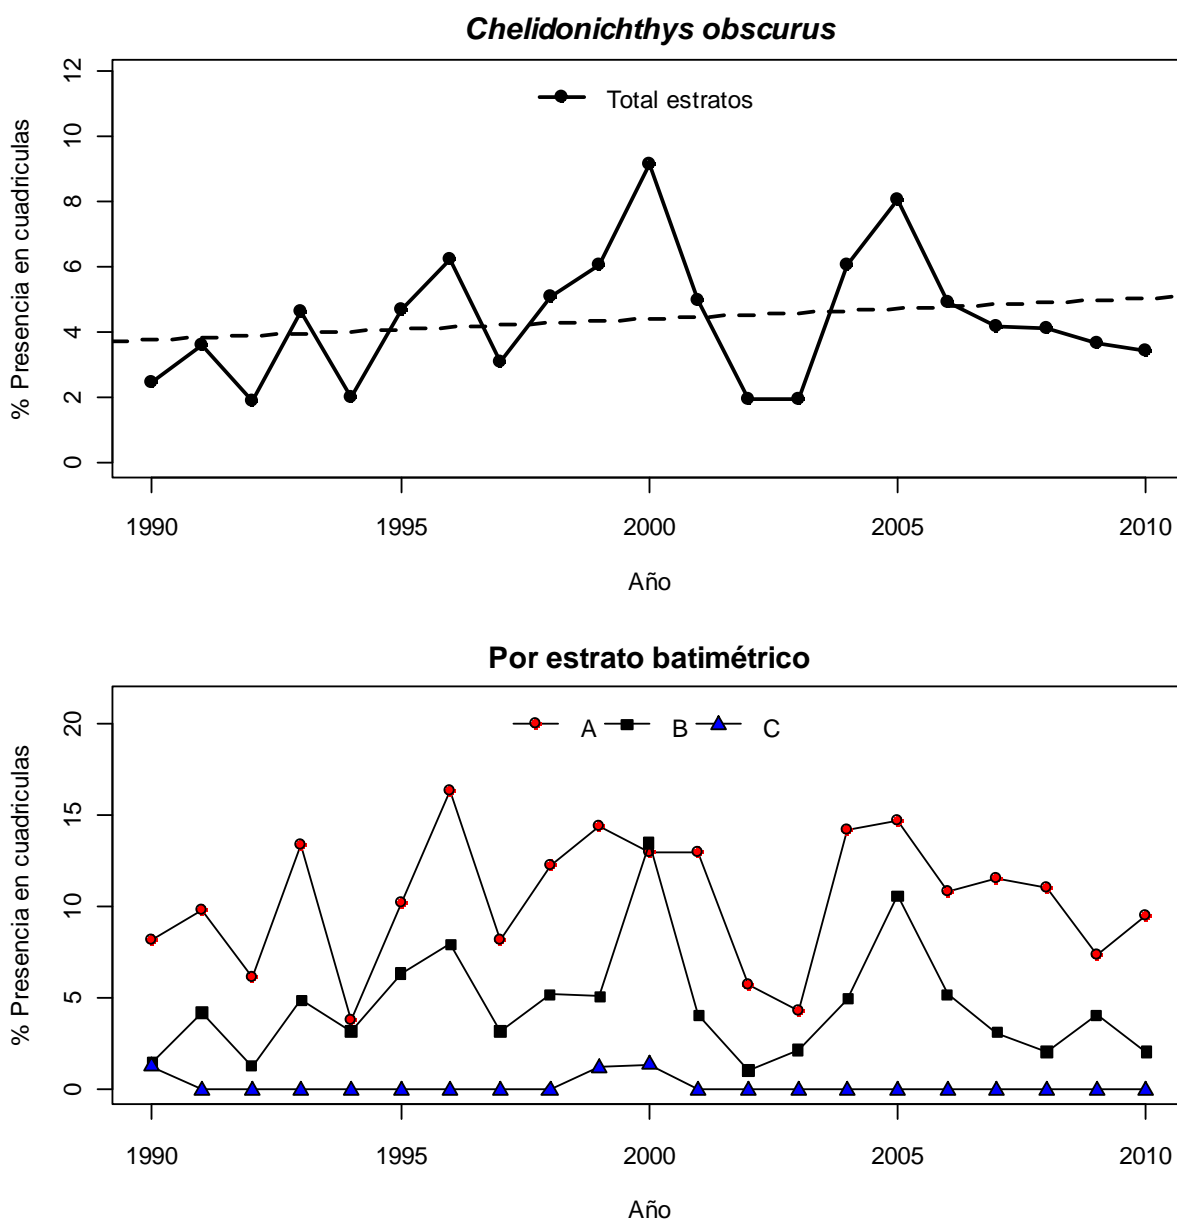 Chelidonichthys obscurus
Total estratos
% Presencia en cuadriculas
12
10
8
6
4
2
0
1990 1995 2000 2005 2010
Año
Por estrato batimétrico
A B C
% Presencia en cuadriculas
20
15
10
5
0
1990 1995 2000 2005 2010
Año